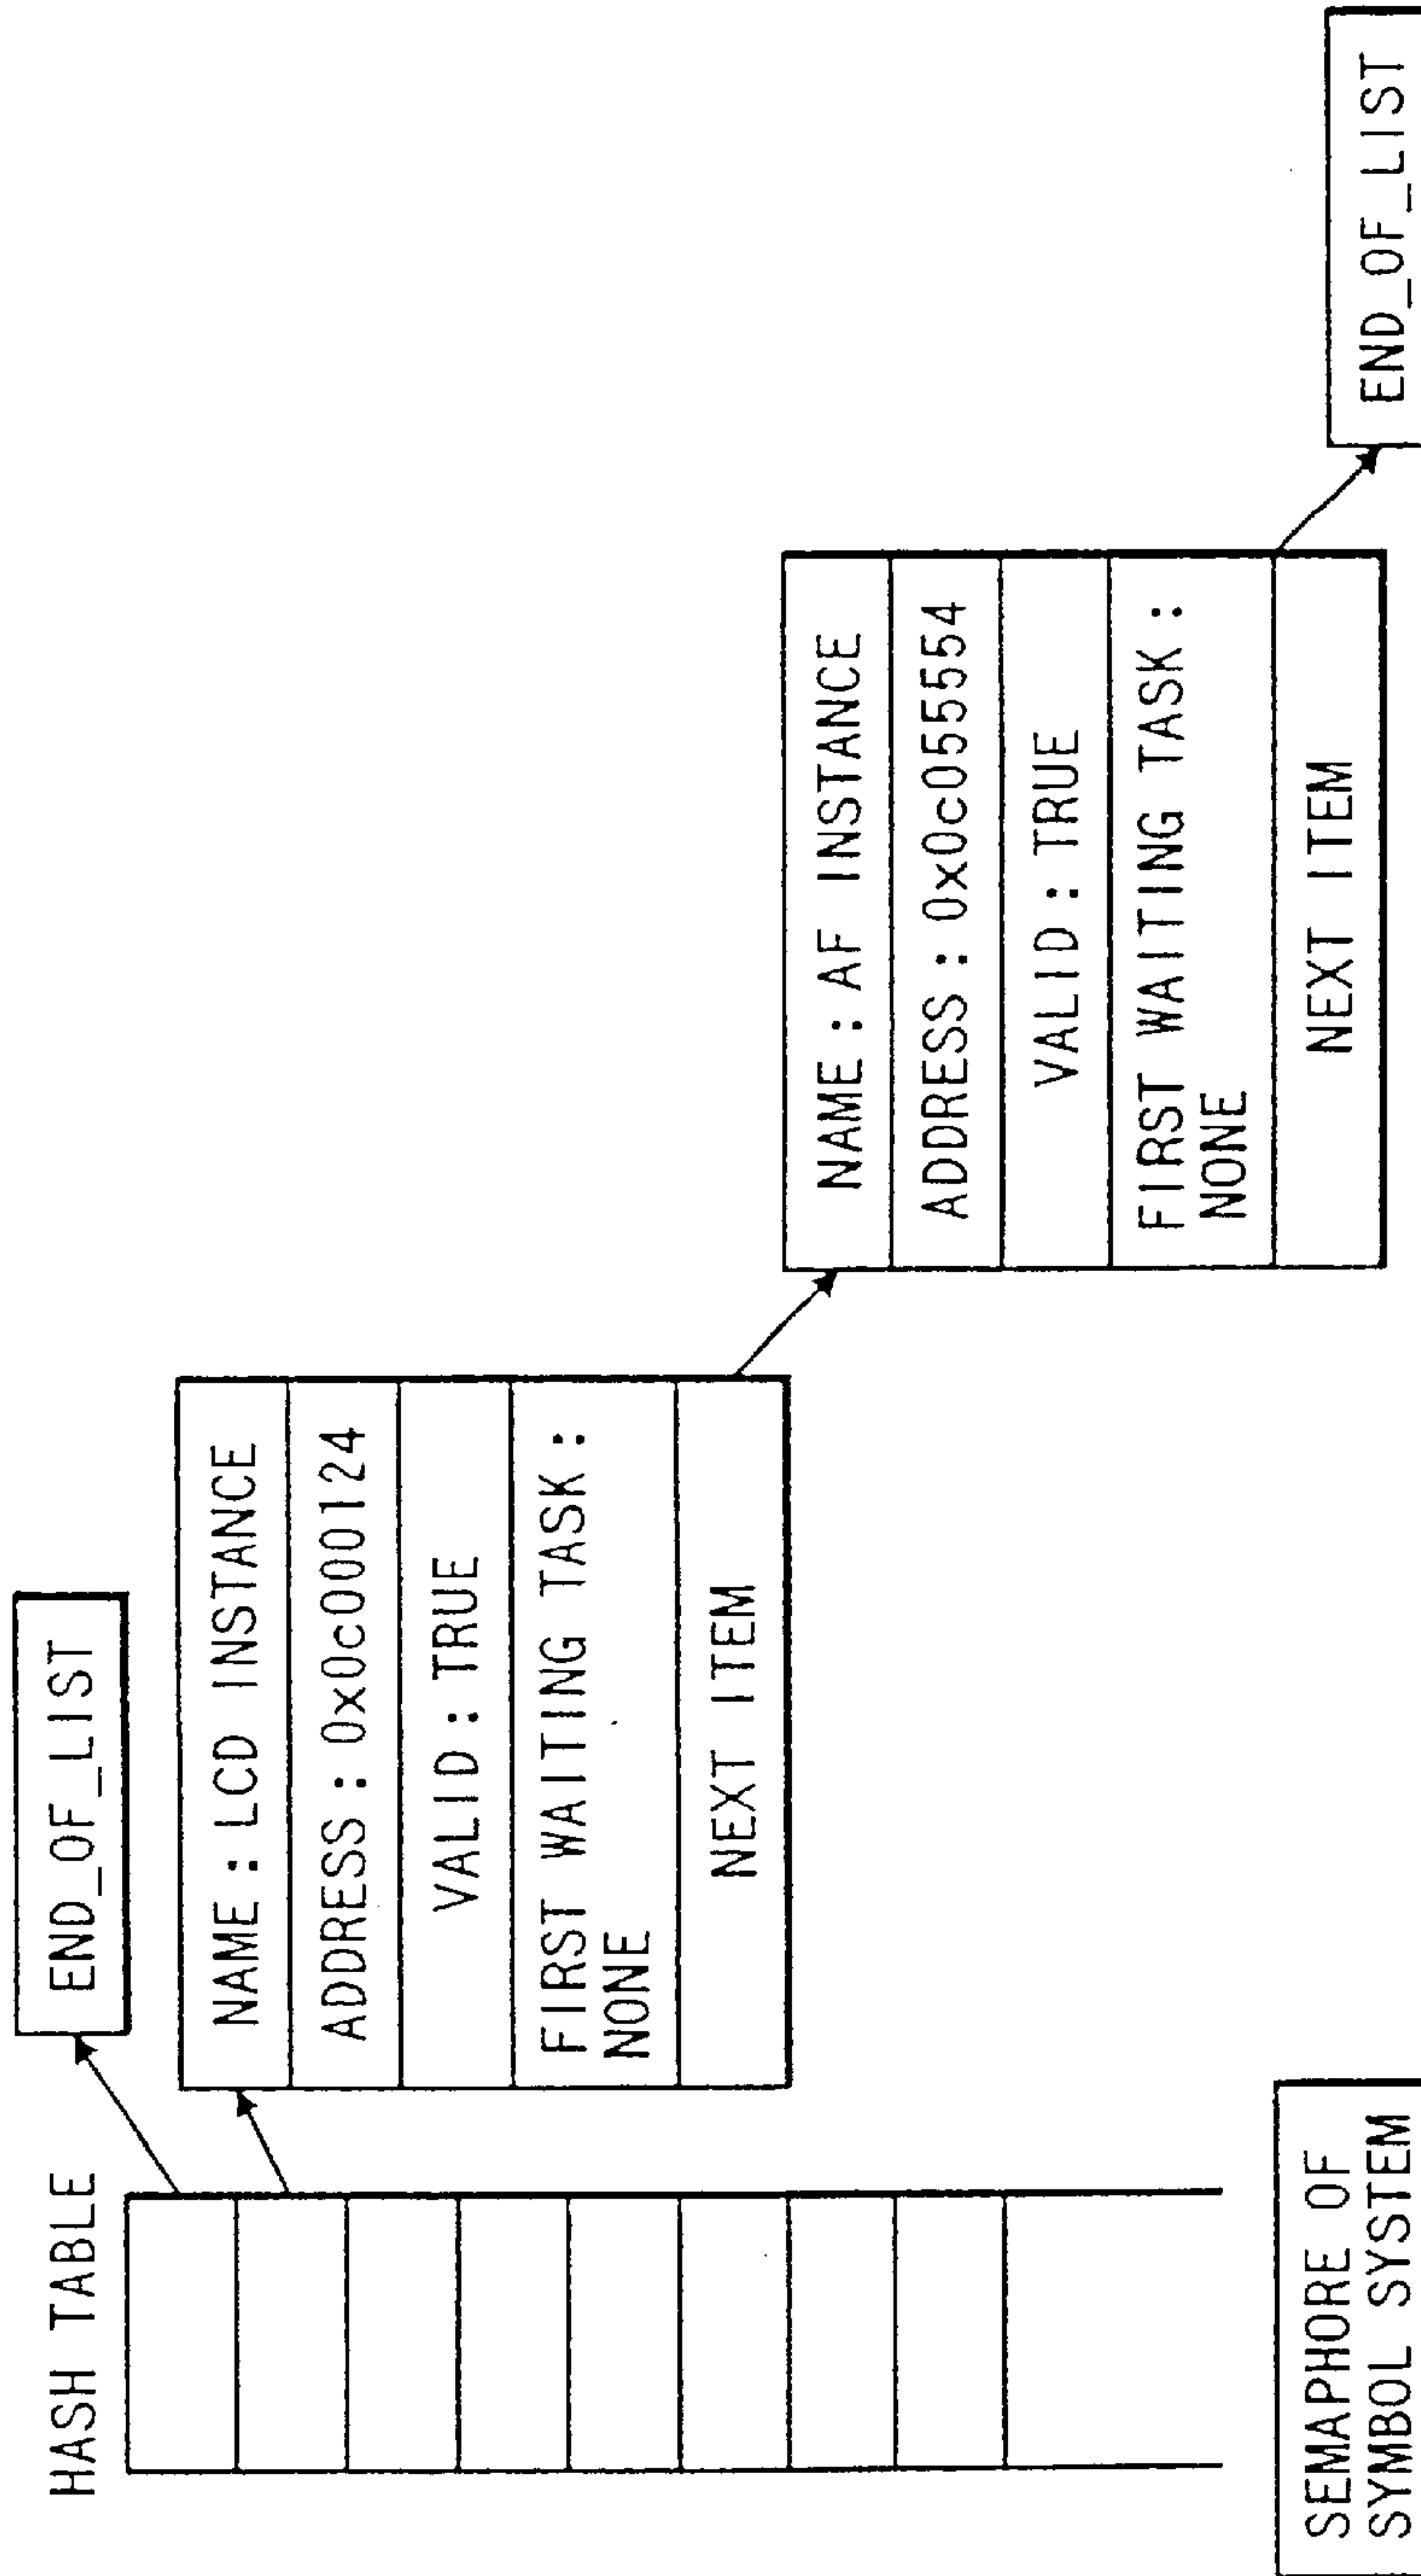 HASH TABLE
END_OF_LIST
NAME : LCD INSTANCE
ADDRESS : 0x0c000124
VALID : TRUE
FIRST WAITING TASK :
NONE
NEXT ITEM
NAME : AF INSTANCE
ADDRESS : 0x0c055554
VALID : TRUE
FIRST WAITING TASK :
NONE
NEXT ITEM
END_OF_LIST
SEMAPHORE OF
SYMBOL SYSTEM